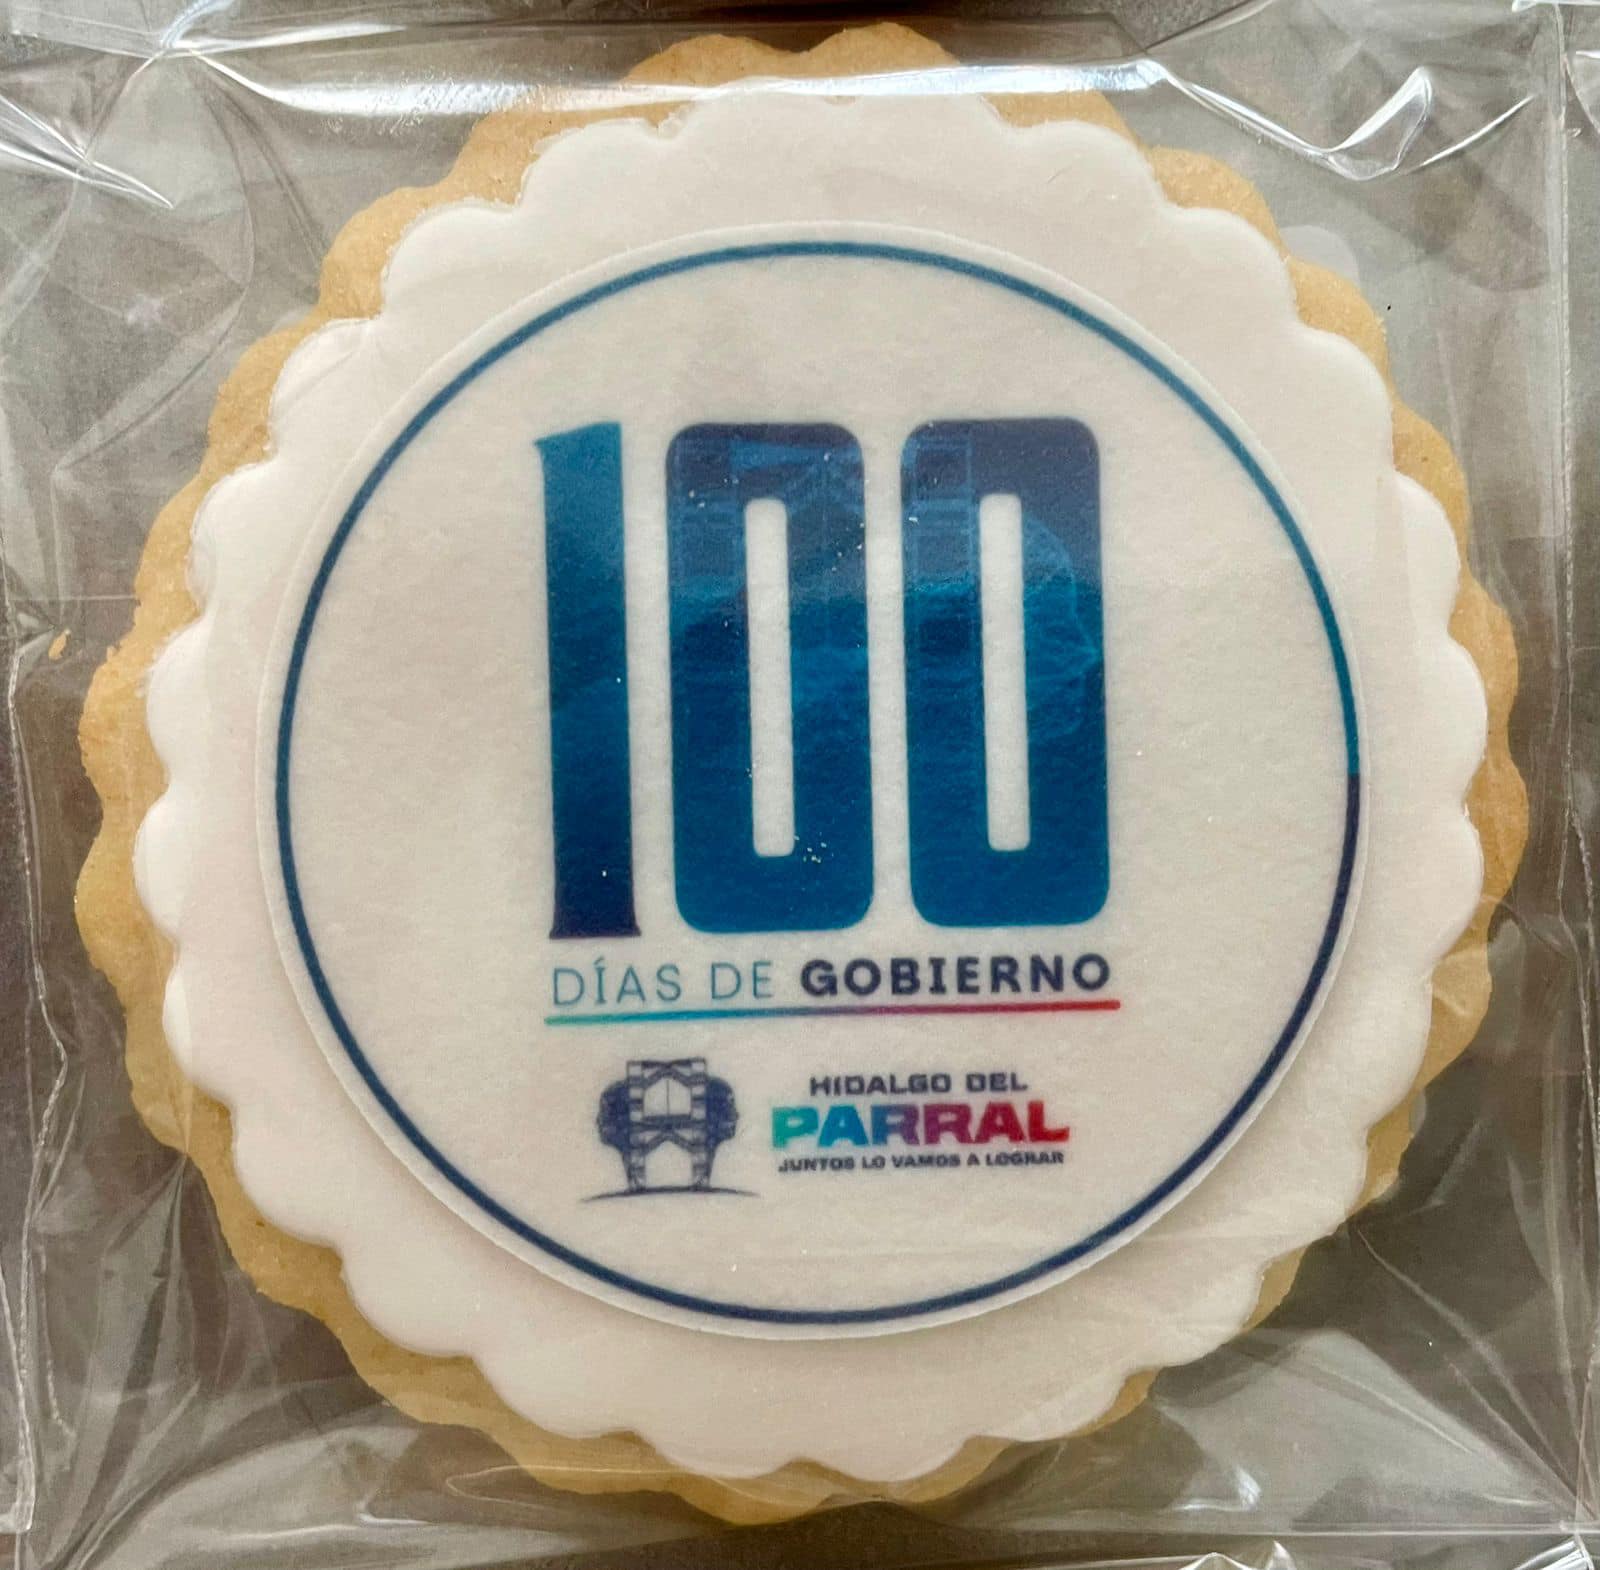 100
DÍAS DE GOBIERNO
HIDALGO DEL
PARRAL
JUNTOS LO VAMOS A LOGRAR